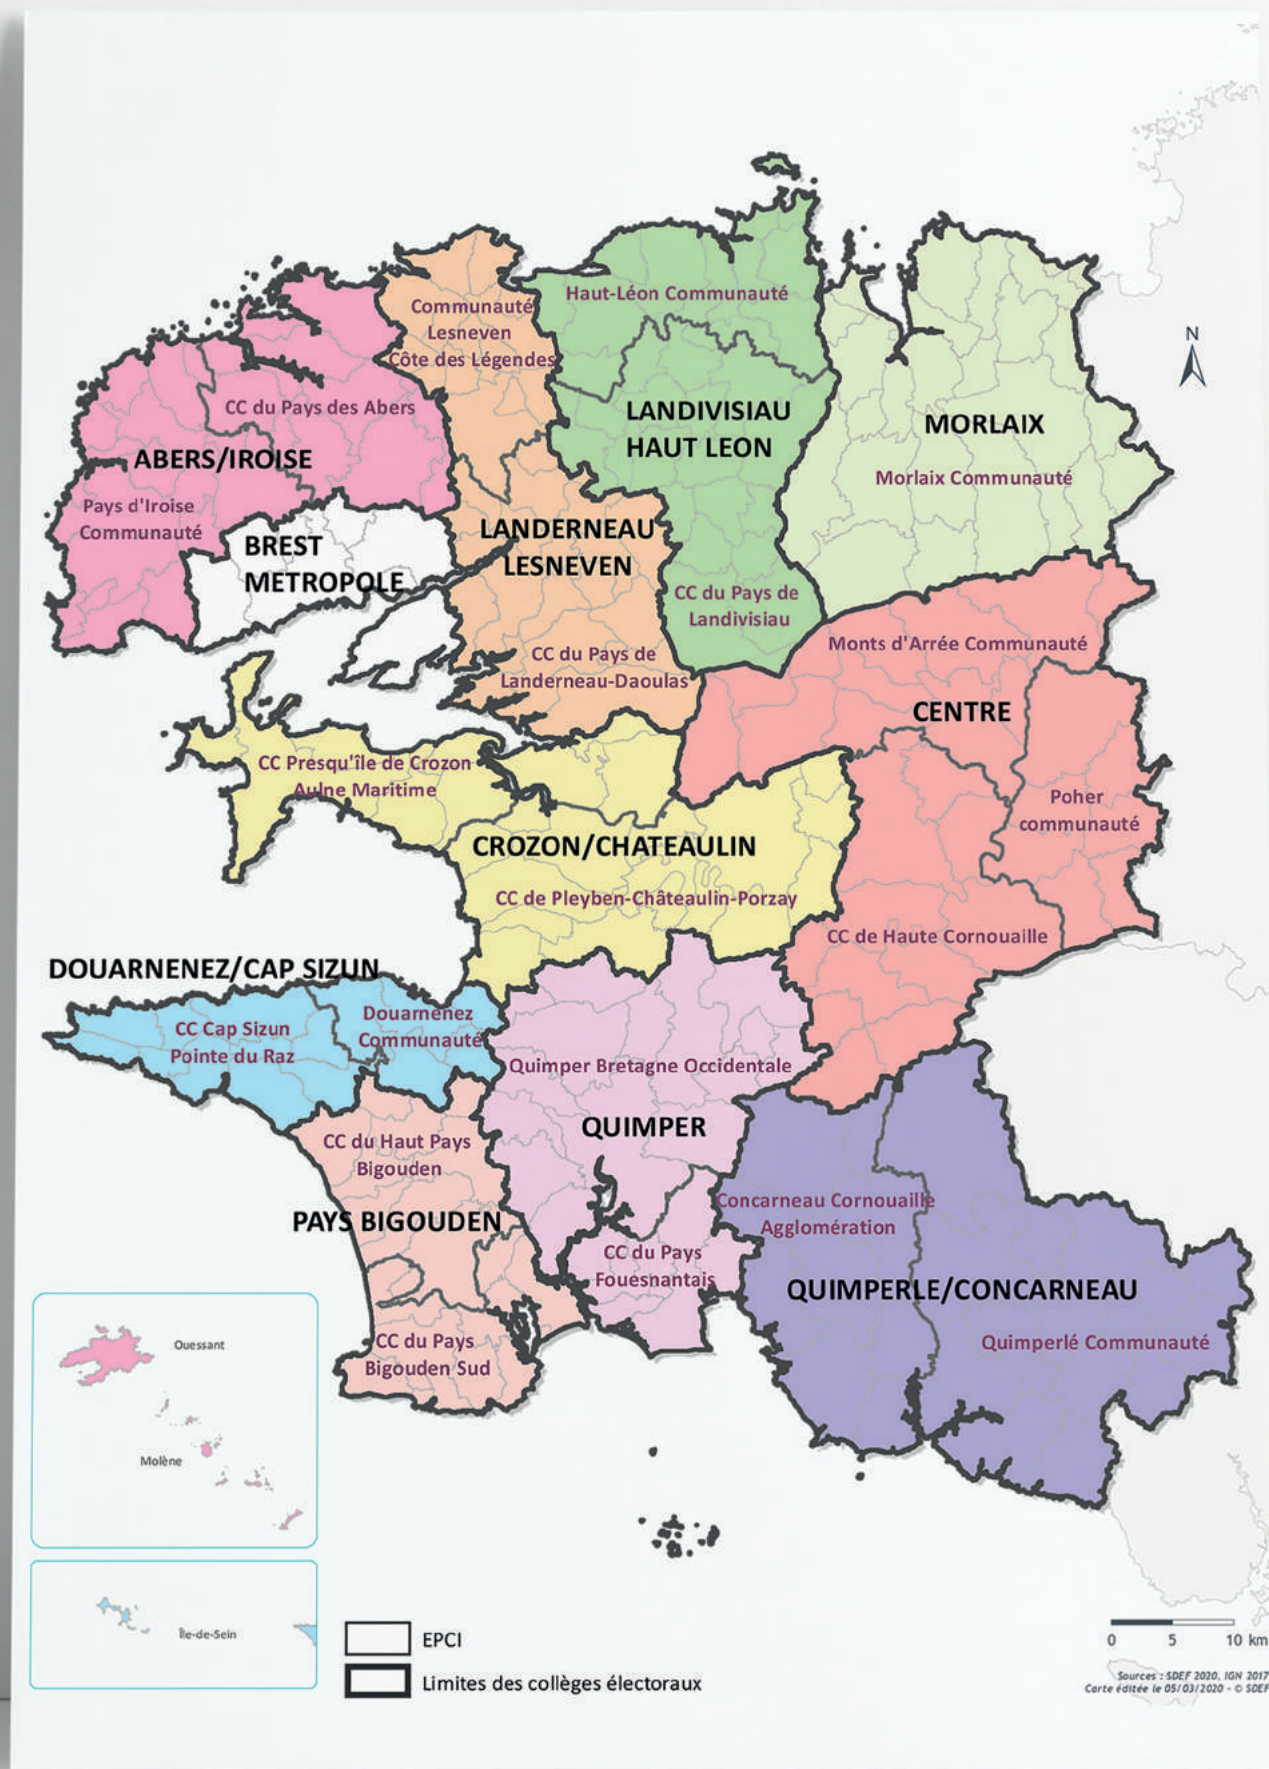 Haut-Léon Communauté
Communauté
Lesneven
Côte des Légendes
N
CC du Pays des Abers
LANDIVISIAU
HAUT LEON
MORLAIX
ABERS/IROISE
Morlaix Communauté
Pays d'Iroise
Communauté
LANDERNEAU
LESNEVEN
BREST
METROPOLE
CC du Pays de
Landivisiau
Monts d'Arrée Communauté
CC du Pays de
Landerneau-Daoulas
CENTRE
CC Presqu'île de Crozon
Aulne Maritime
Poher
communauté
CROZON/CHATEAULIN
CC de Pleyben-Châteaulin-Porzay
CC de Haute Cornouaille
DOUARNENEZ/CAP SIZUN
CC Cap Sizun
Pointe du Raz
Douarnenez
Communauté
Quimper Bretagne Occidentale
QUIMPER
CC du Haut Pays
Bigouden
Concarneau Cornouaille
Agglomération
PAYS BIGOUDEN
CC du Pays
Fouesnantais
QUIMPERLE/CONCARNEAU
CC du Pays
Bigouden Sud
Quimperlé Communauté
Ouessant
Molène
Île-de-Sein
EPCI
Limites des collèges électoraux
0 5 10 km
Sources : SDEF 2020, IGN 2017
Carte éditée le 05/03/2020 - © SDEF